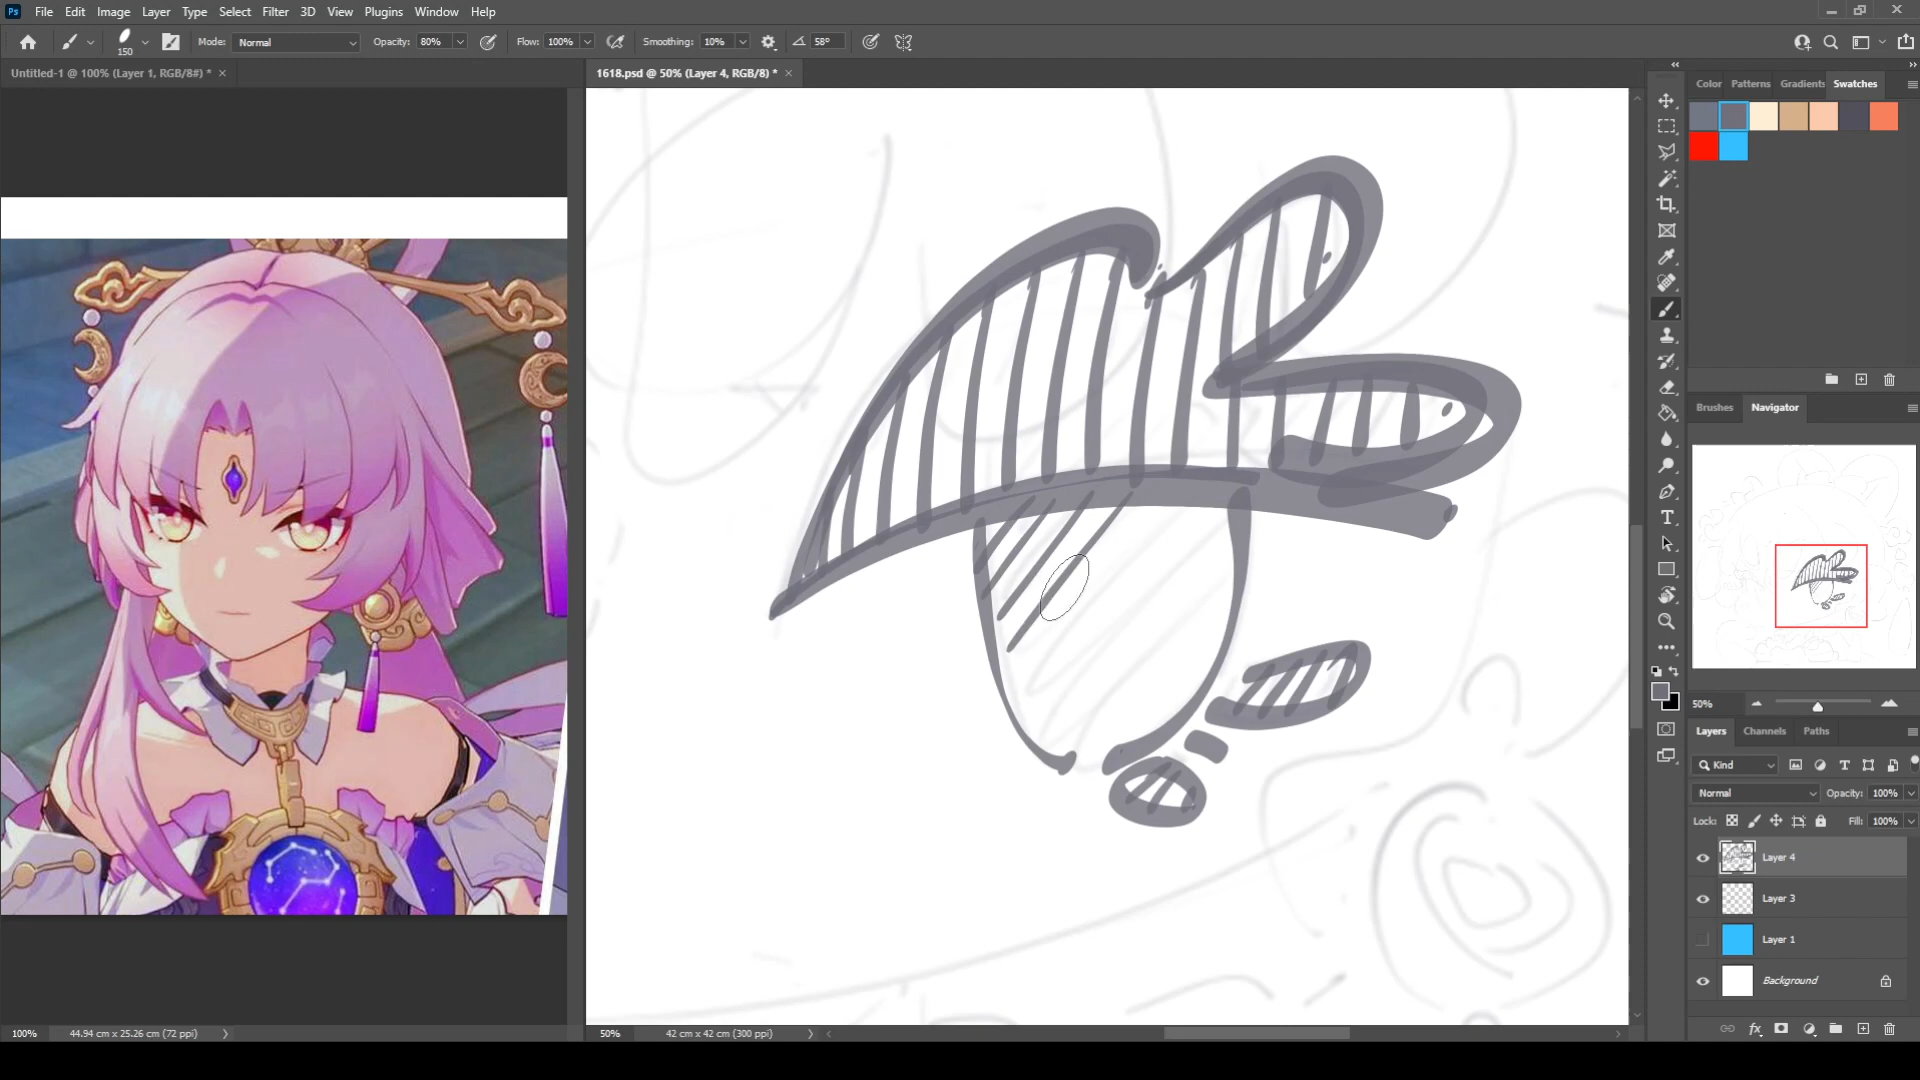 Ps File Edit Image Layer Type Select Filter 3D View Plugins Window Help
150 Mode: Normal Opacity: 80% Flow: 100% Smoothing: 10% 58°
Untitled-1 @ 100% (Layer 1, RGB/8#) * ×
1618.psd @ 50% (Layer 4, RGB/8) * ×
Color Patterns Gradients Swatches
Brushes Navigator
50%
Layers Channels Paths
Kind
Normal Opacity: 100%
Lock: Fill: 100%
Layer 4
Layer 3
Layer 1
Background
100% 44.94 cm x 25.26 cm (72 ppi)
50% 42 cm x 42 cm (300 ppi)